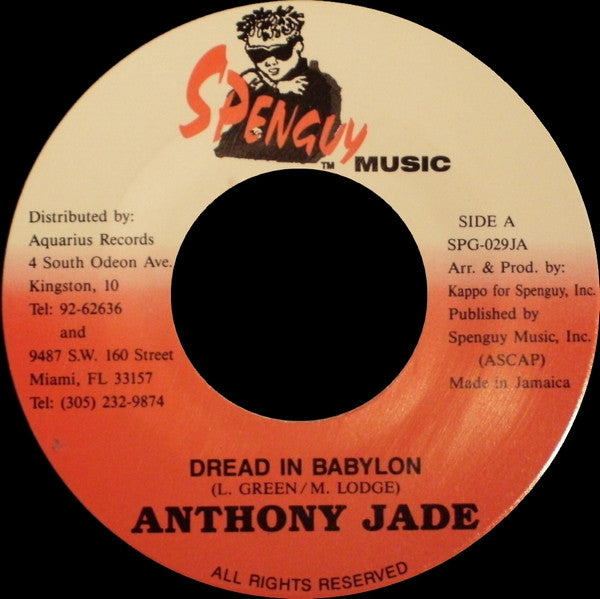 SPENGUY
™ MUSIC
Distributed by:
Aquarius Records
4 South Odeon Ave.
Kingston, 10
Tel: 92-62636
and
9487 S.W. 160 Street
Miami, FL 33157
Tel: (305) 232-9874
SIDE A
SPG-029JA
Arr. & Prod. by:
Kappo for Spenguy, Inc.
Published by
Spenguy Music, Inc.
(ASCAP)
Made in Jamaica
DREAD IN BABYLON
(L. GREEN/M. LODGE)
ANTHONY JADE
ALL RIGHTS RESERVED